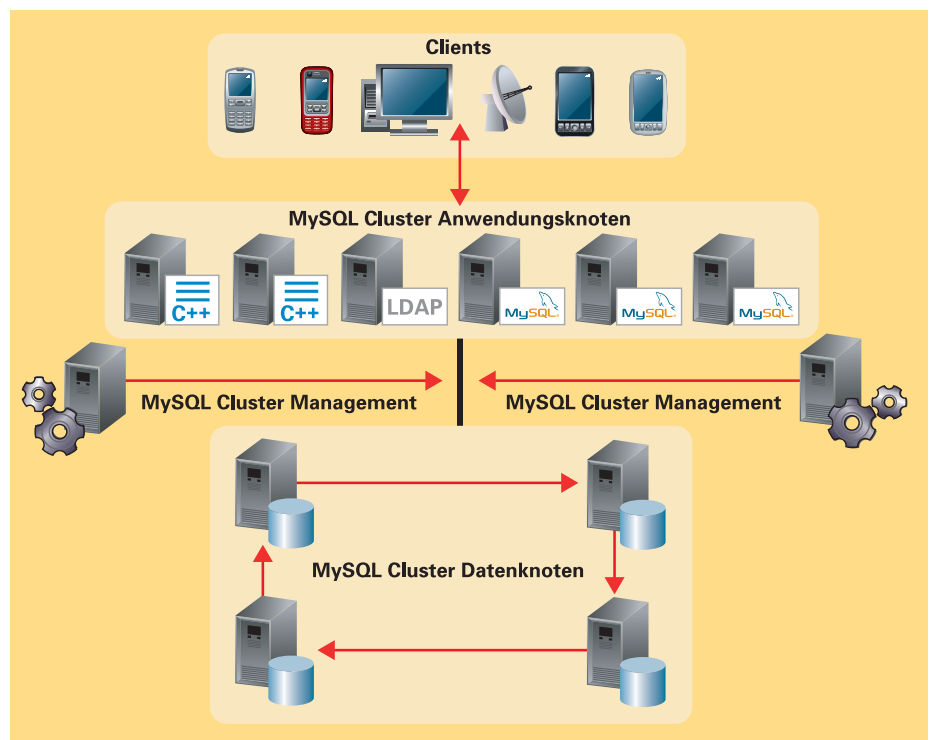 Clients
MySQL Cluster Anwendungsknoten
C++
C++
LDAP
MySQL
MySQL
MySQL
MySQL Cluster Management
MySQL Cluster Management
MySQL Cluster Datenknoten